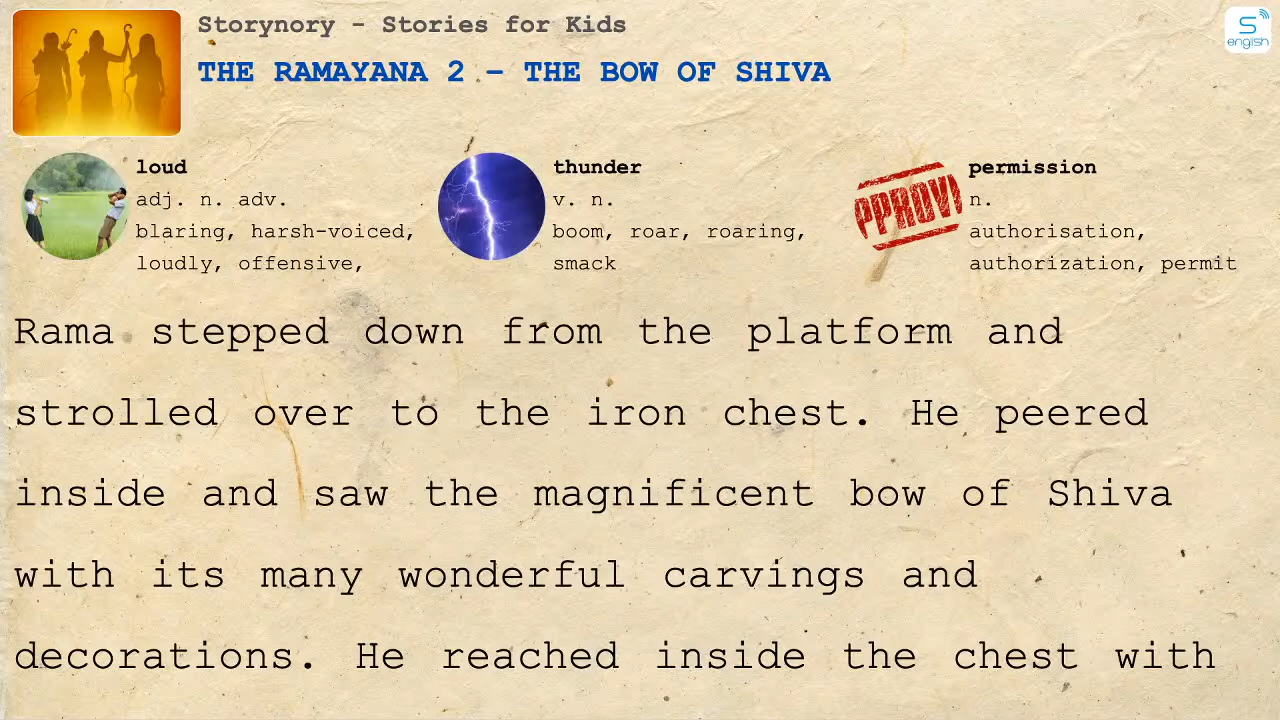 Storynory - Stories for Kids
THE RAMAYANA 2 – THE BOW OF SHIVA
S
english
loud
adj. n. adv.
blaring, harsh-voiced,
loudly, offensive,
thunder
v. n.
boom, roar, roaring,
smack
PPROV
permission
n.
authorisation,
authorization, permit
Rama stepped down from the platform and
strolled over to the iron chest. He peered
inside and saw the magnificent bow of Shiva
with its many wonderful carvings and
decorations. He reached inside the chest with